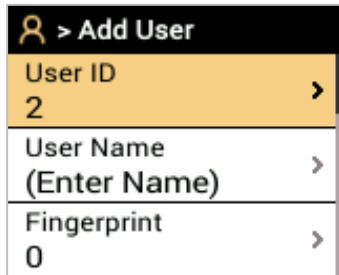 > Add User
User ID
2
User Name
(Enter Name)
Fingerprint
0